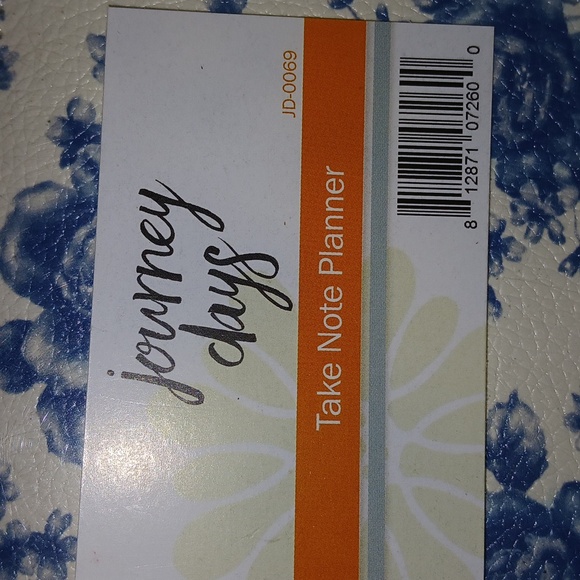 journey
days
JD-0069
Take Note Planner
8 12871 07260 0